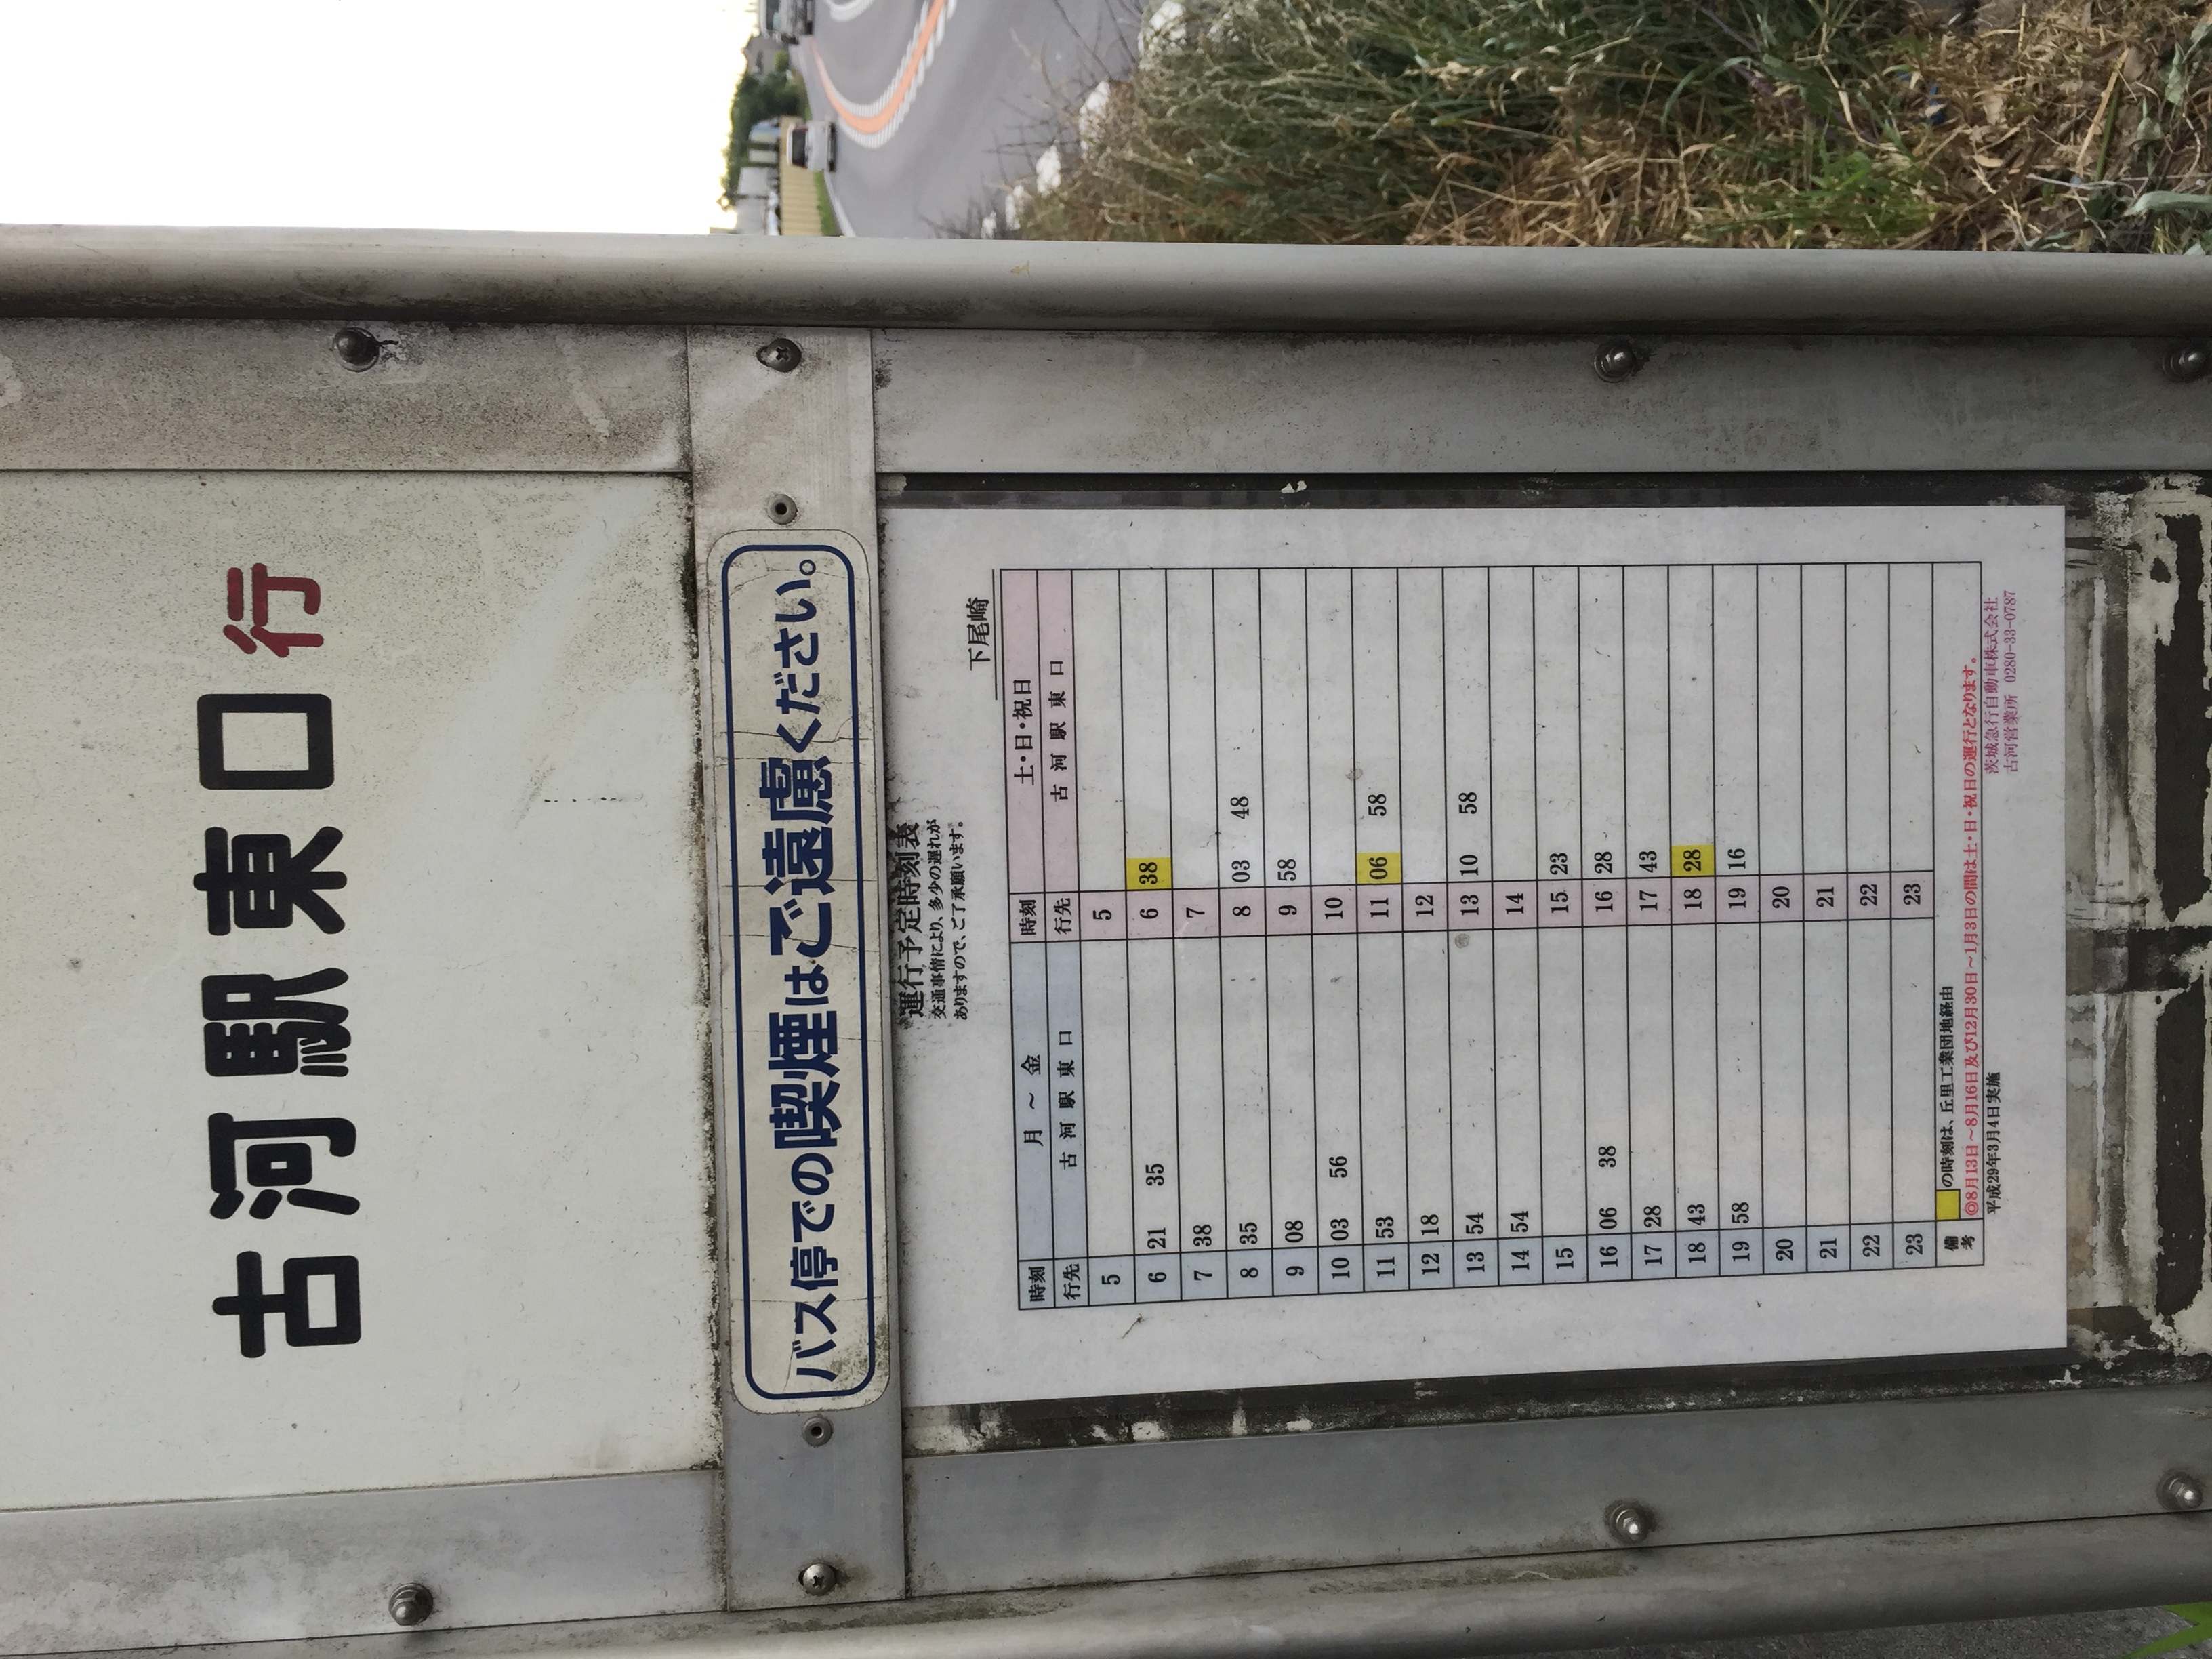 古河駅東口行
バス停での喫煙はご遠慮ください。
運行予定時刻表
交通事情により、多少の遅れが
ありますので、ご了承願います。
下尾崎
時刻 月～金 時刻 土・日・祝日
行先 古河駅東口 行先 古河駅東口
5 5
6 21 35 6 38
7 38 7
8 35 8 03 48
9 08 9 58
10 03 56 10
11 53 11 06 58
12 18 12
13 54 13 10 58
14 54 14
15 15 23
16 06 38 16 28
17 28 17 43
18 43 18 28
19 58 19 16
20 20
21 21
22 22
23 23
備考 の時刻は、丘里工業団地経由
◎8月13日～8月16日及び12月30日～1月3日の間は土・日・祝日の運行となります。
平成29年3月4日実施 茨城急行自動車株式会社
古河営業所 0280-33-0787